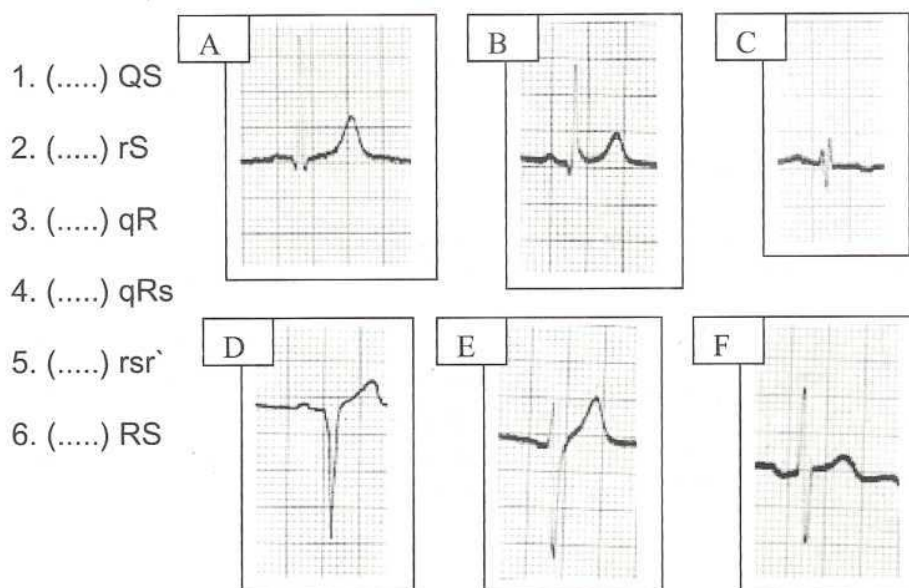 1. (.....) QS
2. (.....) rS
3. (.....) qR
4. (.....) qRs
5. (.....) rsr`
6. (.....) RS
A
B
C
D
E
F